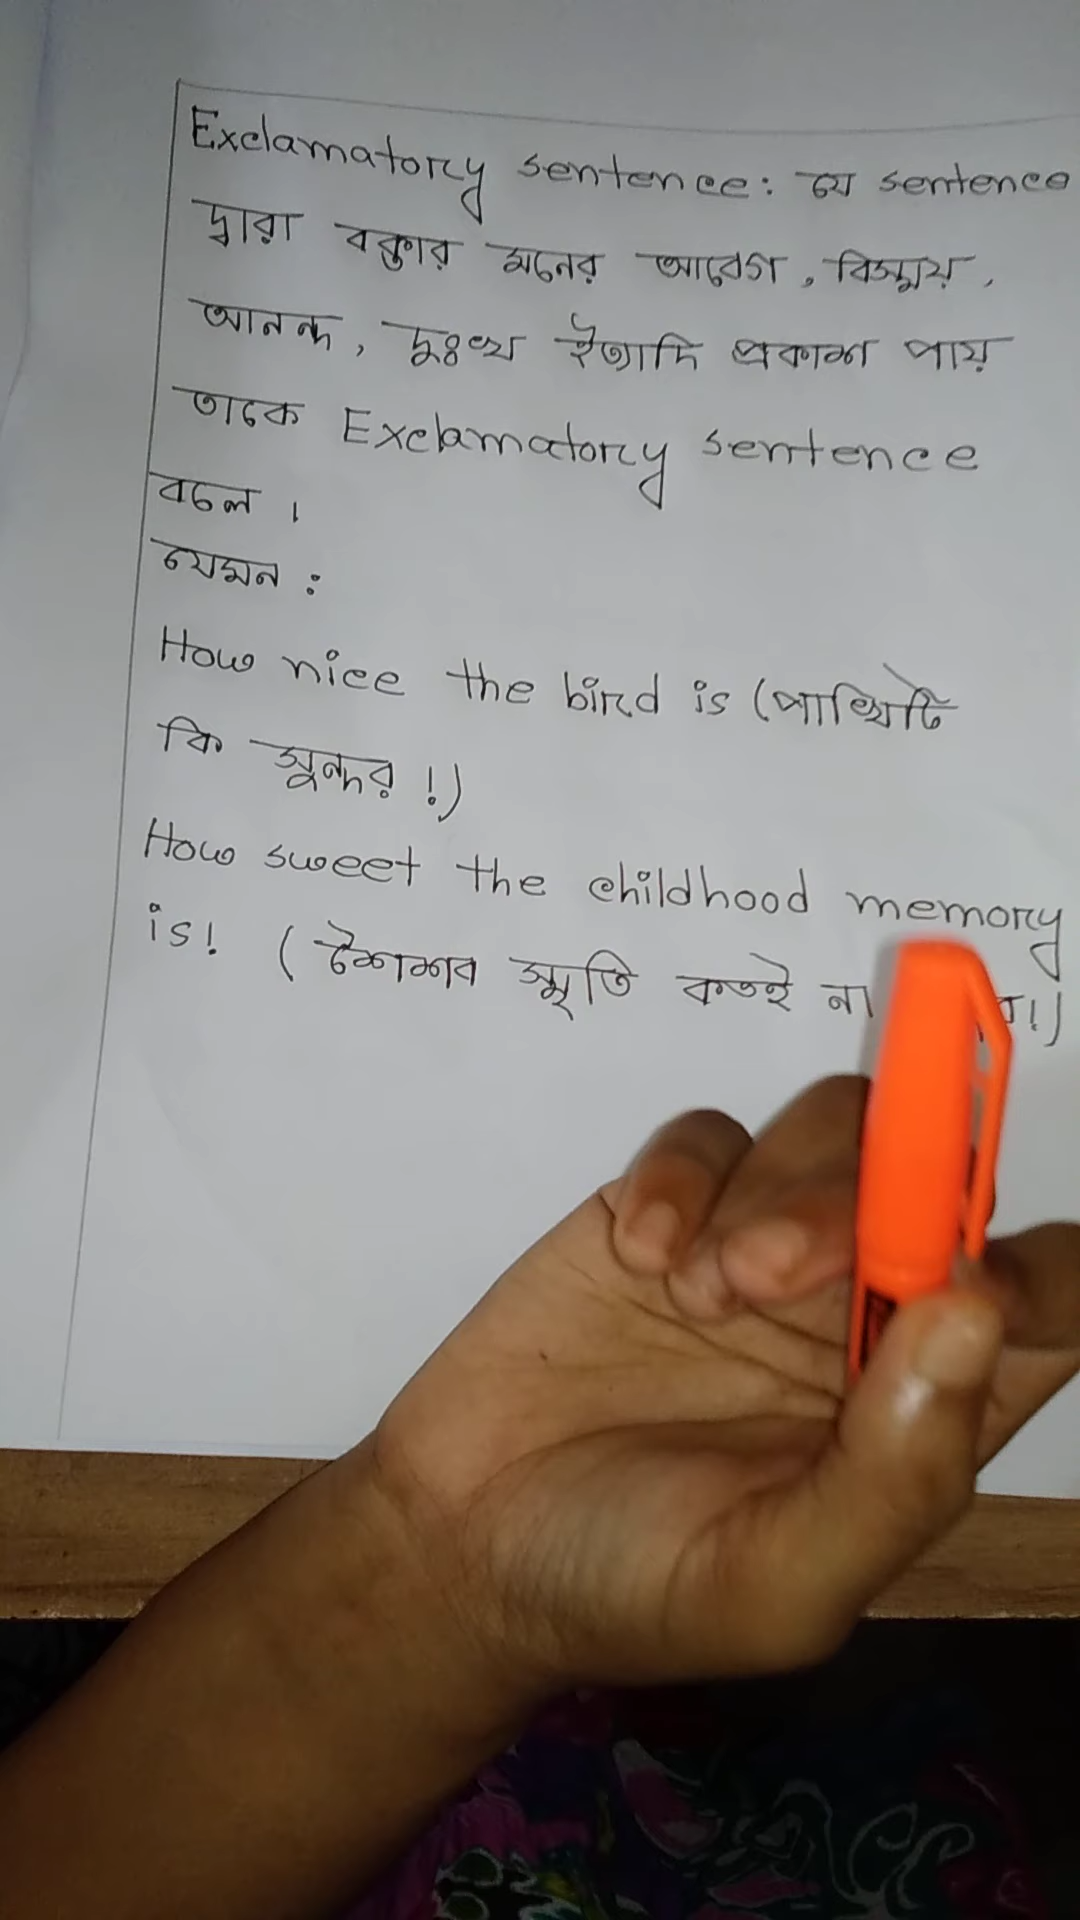 Exclamatory sentence: যে sentence
দ্বারা বক্তার মনের আবেগ, বিস্ময়,
আনন্দ, দুঃখ ইত্যাদি প্রকাশ পায়
তাকে Exclamatory sentence
বলে।
যেমন :
How nice the bird is (পাখিটি
কি সুন্দর !)
How sweet the childhood memory
is! (শৈশব স্মৃতি কতই না !)